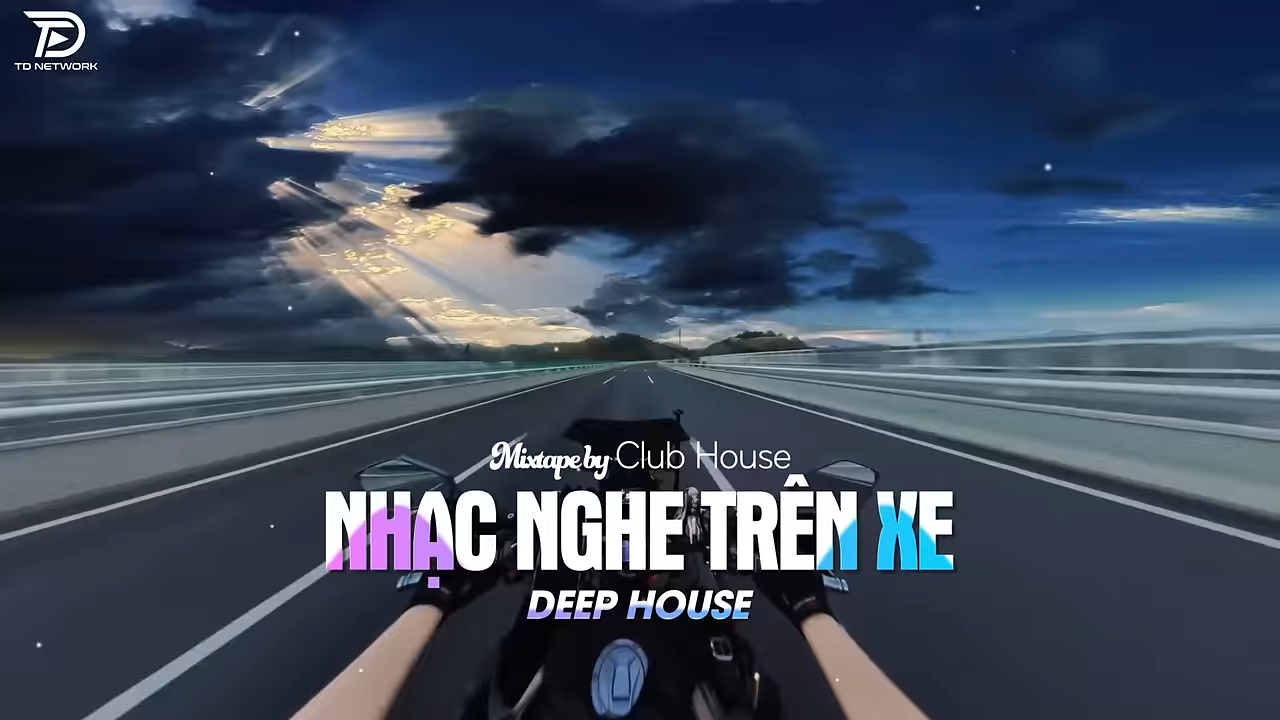 TD NETWORK
Mixtape by Club House
NHẠC NGHE TRÊN XE
DEEP HOUSE